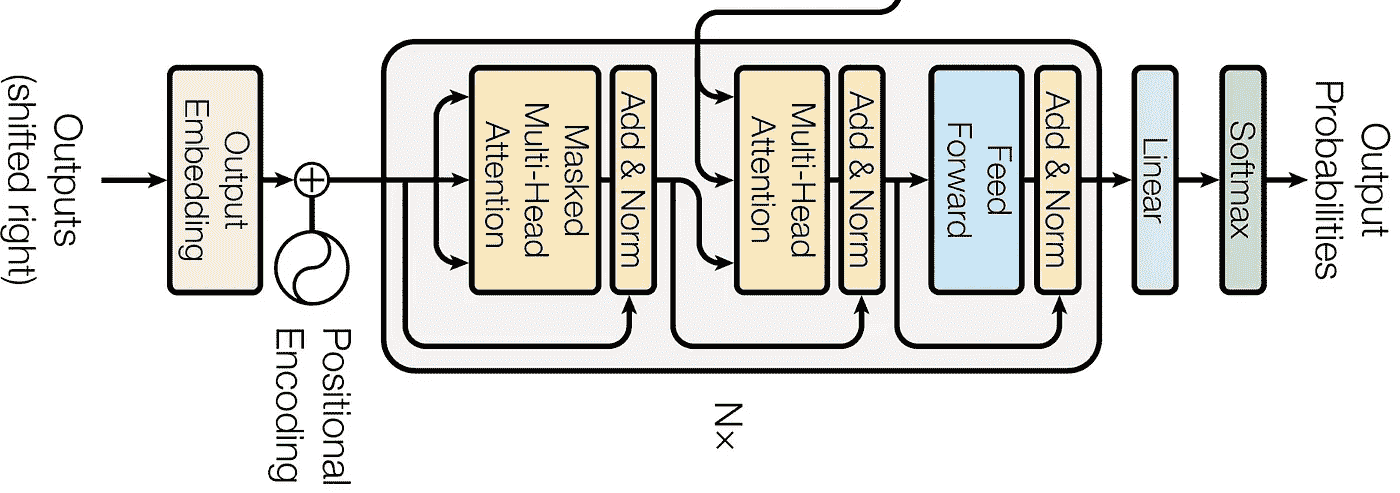 Output
Probabilities
Softmax
Linear
Add & Norm
Feed
Forward
Add & Norm
Multi-Head
Attention
Add & Norm
Masked
Multi-Head
Attention
Nx
Positional
Encoding
Output
Embedding
Outputs
(shifted right)